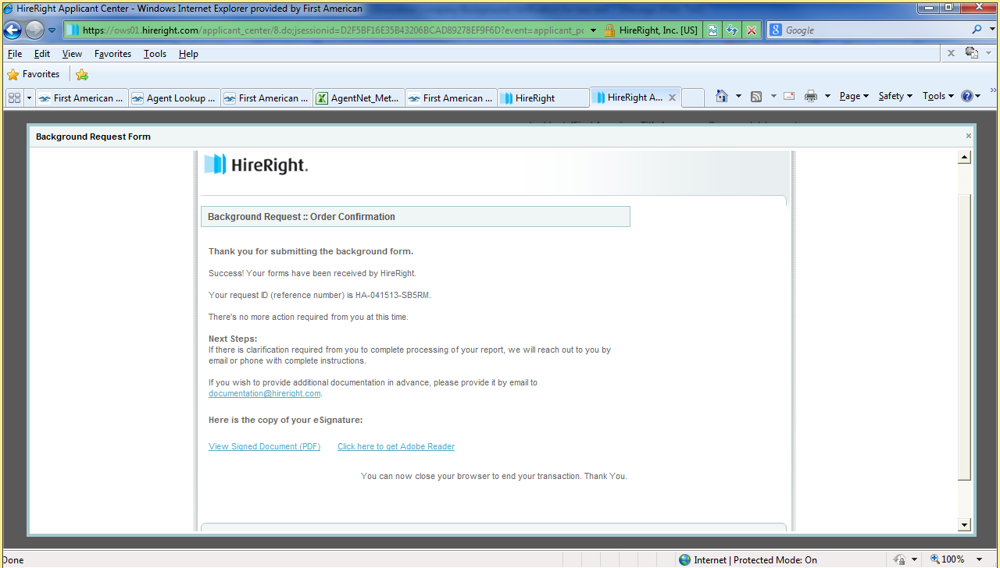 HireRight Applicant Center - Windows Internet Explorer provided by First American
https://ows01.hireright.com/applicant_center/8.do;jsessionid=D2F5BF16E35B43206BCAD89278EF9F6D?event=applicant_pc
HireRight, Inc. [US]
Google
File Edit View Favorites Tools Help
Favorites
First American ...
Agent Lookup ...
First American ...
AgentNet_Met...
First American ...
HireRight
HireRight A...
Page
Safety
Tools
Background Request Form
HireRight.
Background Request :: Order Confirmation
Thank you for submitting the background form.
Success! Your forms have been received by HireRight.
Your request ID (reference number) is HA-041513-SB5RM.
There's no more action required from you at this time.
Next Steps:
If there is clarification required from you to complete processing of your report, we will reach out to you by
email or phone with complete instructions.
If you wish to provide additional documentation in advance, please provide it by email to
documentation@hireright.com.
Here is the copy of your eSignature:
View Signed Document (PDF) Click here to get Adobe Reader
You can now close your browser to end your transaction. Thank You.
Done
Internet | Protected Mode: On
100%